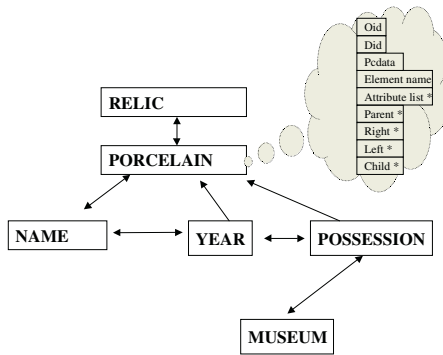 Oid
Did
Pcdata
Element name
Attribute list *
Parent *
Right *
Left *
Child *
RELIC
PORCELAIN
NAME
YEAR
POSSESSION
MUSEUM